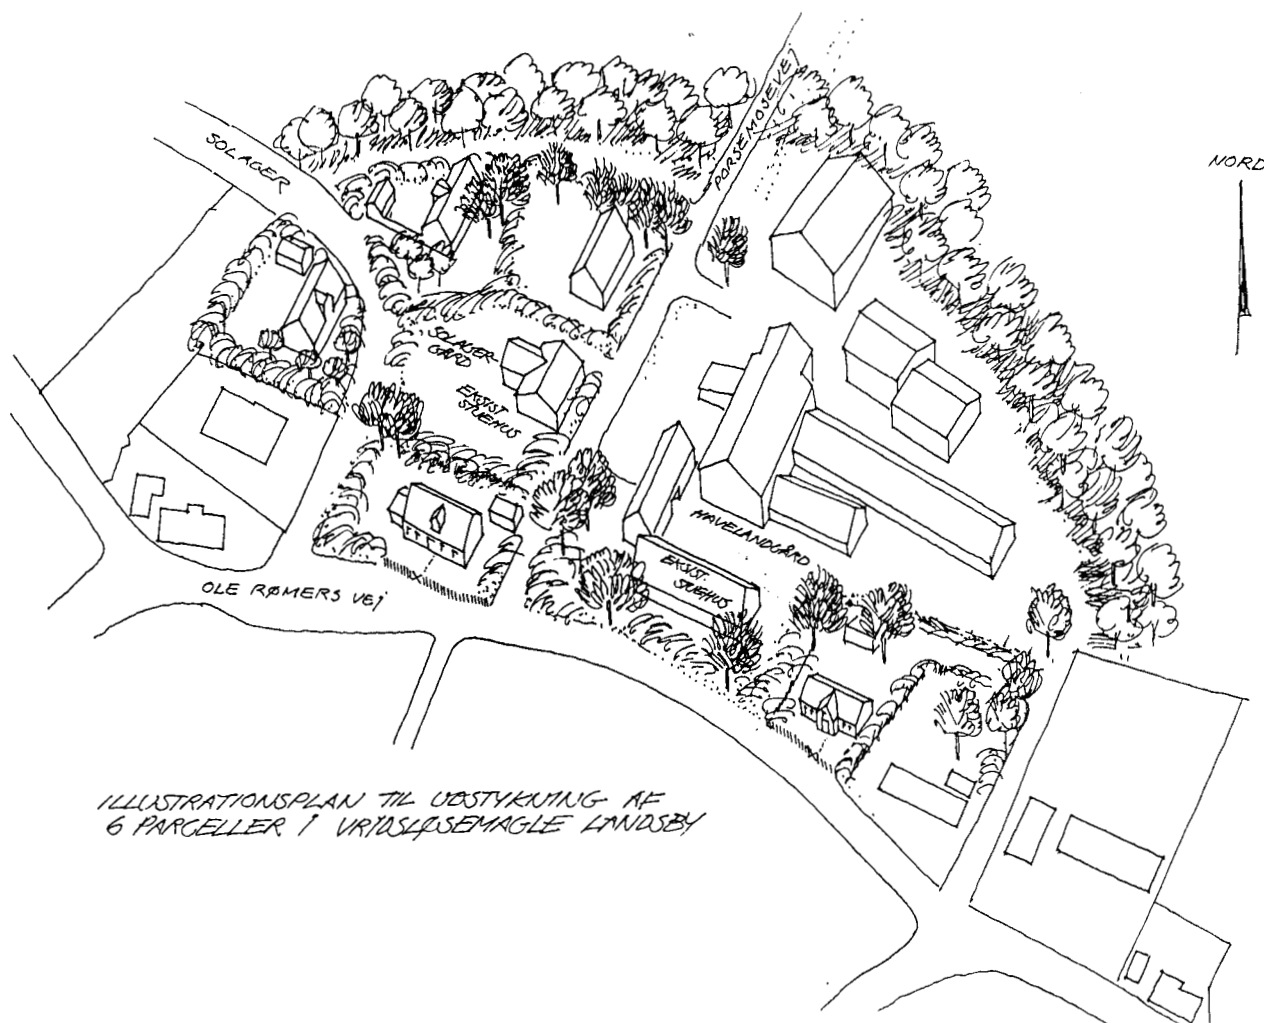 PORSEMOSEVEJ
NORD
SOLAGER
SOLAGER-
GÅRD
EKSIST.
STUEHUS
HAVELANDGÅRD
EKSIST.
STUEHUS
OLE RØMERS VEJ
ILLUSTRATIONSPLAN TIL UDSTYKNING AF
6 PARCELLER I VRIDSLØSEMAGLE LANDSBY